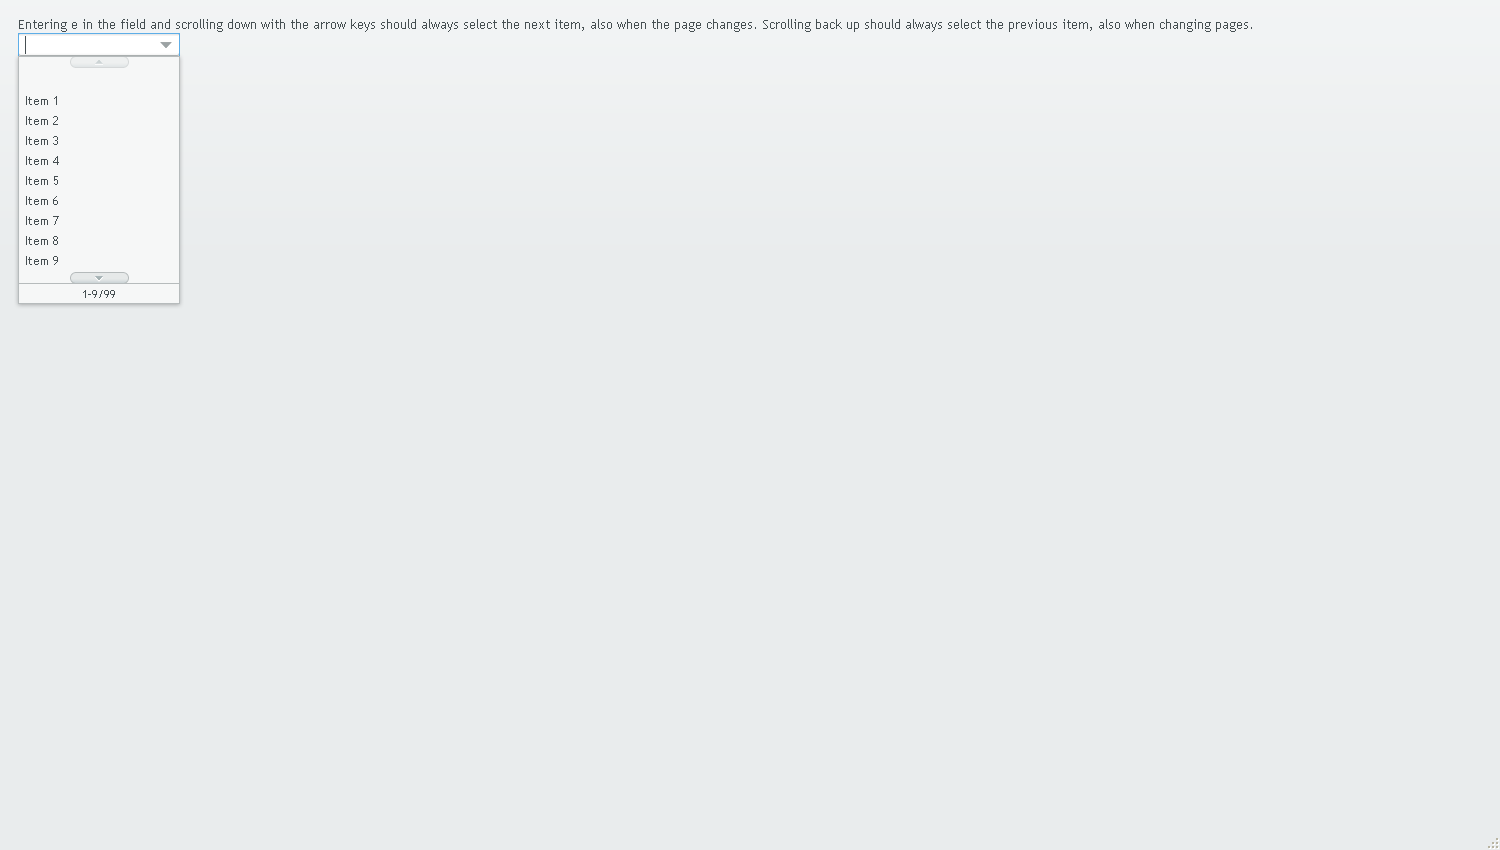 Entering e in the field and scrolling down with the arrow keys should always select the next item, also when the page changes. Scrolling back up should always select the previous item, also when changing pages.
Item 1
Item 2
Item 3
Item 4
Item 5
Item 6
Item 7
Item 8
Item 9
1-9/99